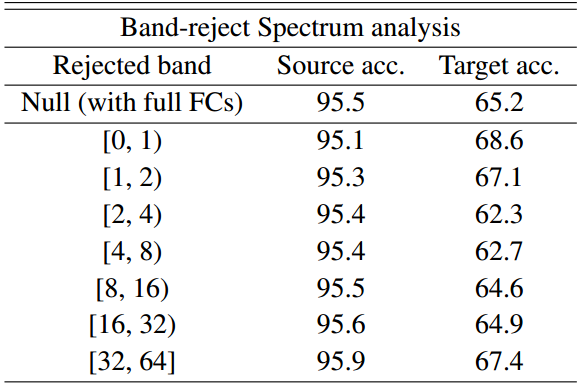 Band-reject Spectrum analysis
Rejected band Source acc. Target acc.
Null (with full FCs) 95.5 65.2
[0, 1) 95.1 68.6
[1, 2) 95.3 67.1
[2, 4) 95.4 62.3
[4, 8) 95.4 62.7
[8, 16) 95.5 64.6
[16, 32) 95.6 64.9
[32, 64] 95.9 67.4